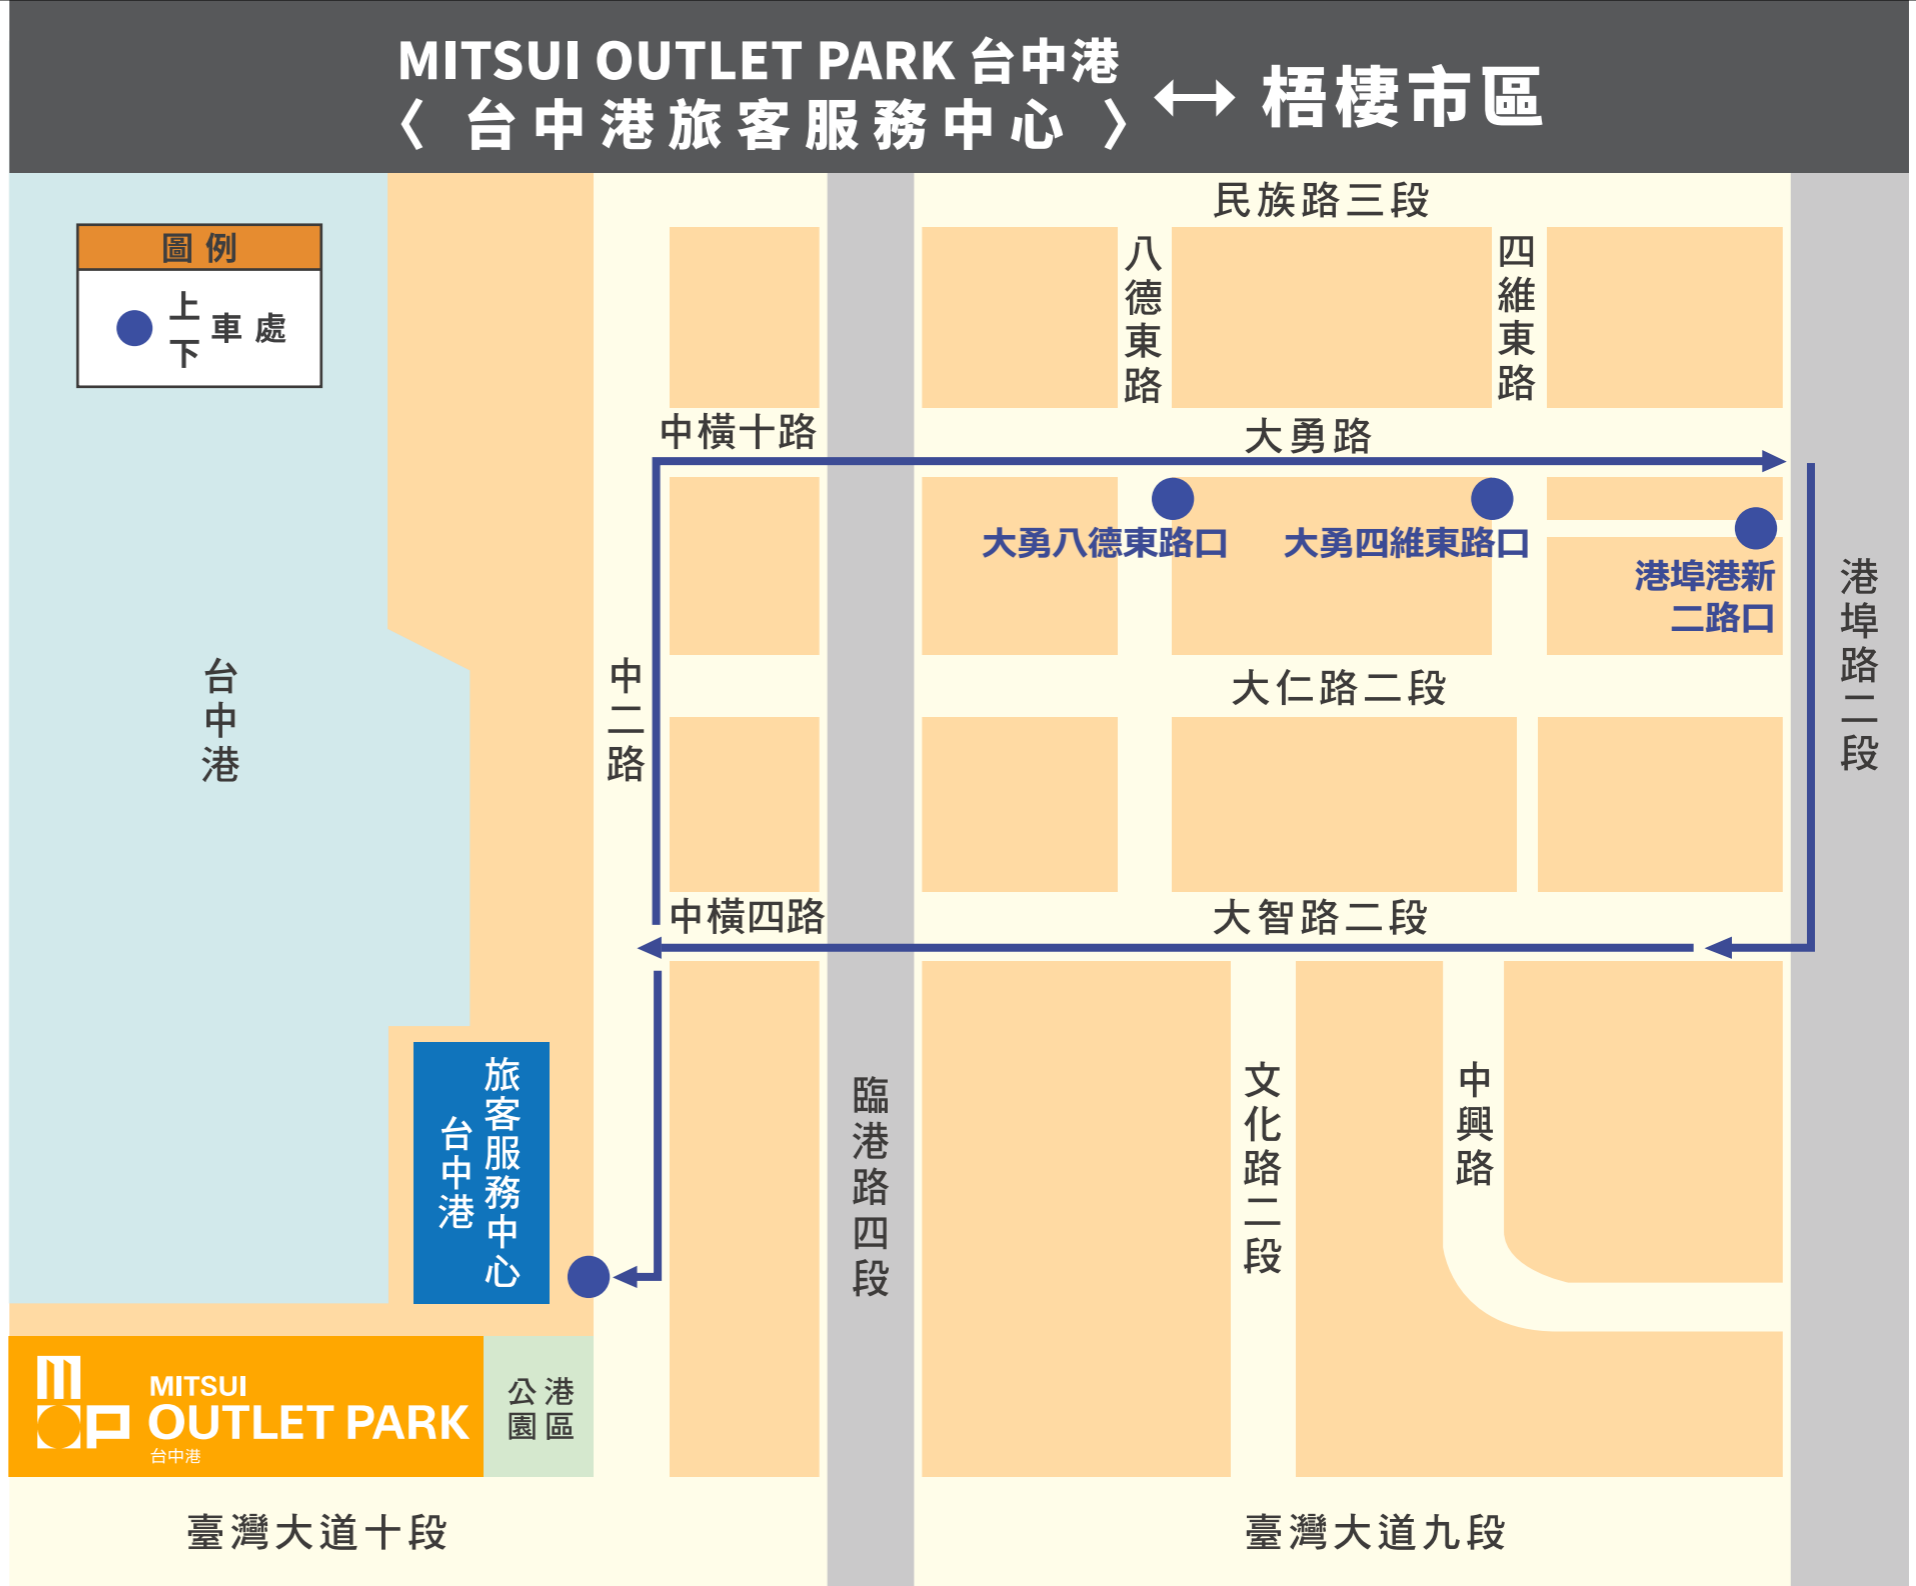 MITSUI OUTLET PARK 台中港
〈 台中港旅客服務中心 〉
↔ 梧棲市區
圖例
上下車處
民族路三段
八德東路
四維東路
中橫十路
大勇路
大勇八德東路口
大勇四維東路口
港埠港新
二路口
港埠路二段
台中港
中二路
大仁路二段
中橫四路
大智路二段
旅客服務中心
台中港
臨港路四段
文化路二段
中興路
MITSUI
OUTLET PARK
台中港
港區
公園
臺灣大道十段
臺灣大道九段